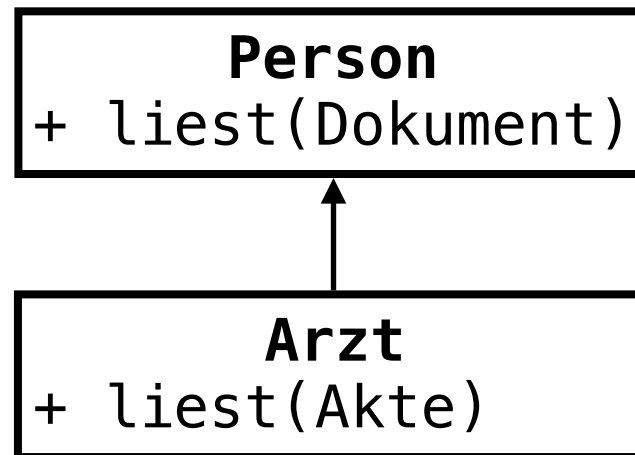 Person
+ liest(Dokument)
Arzt
+ liest(Akte)